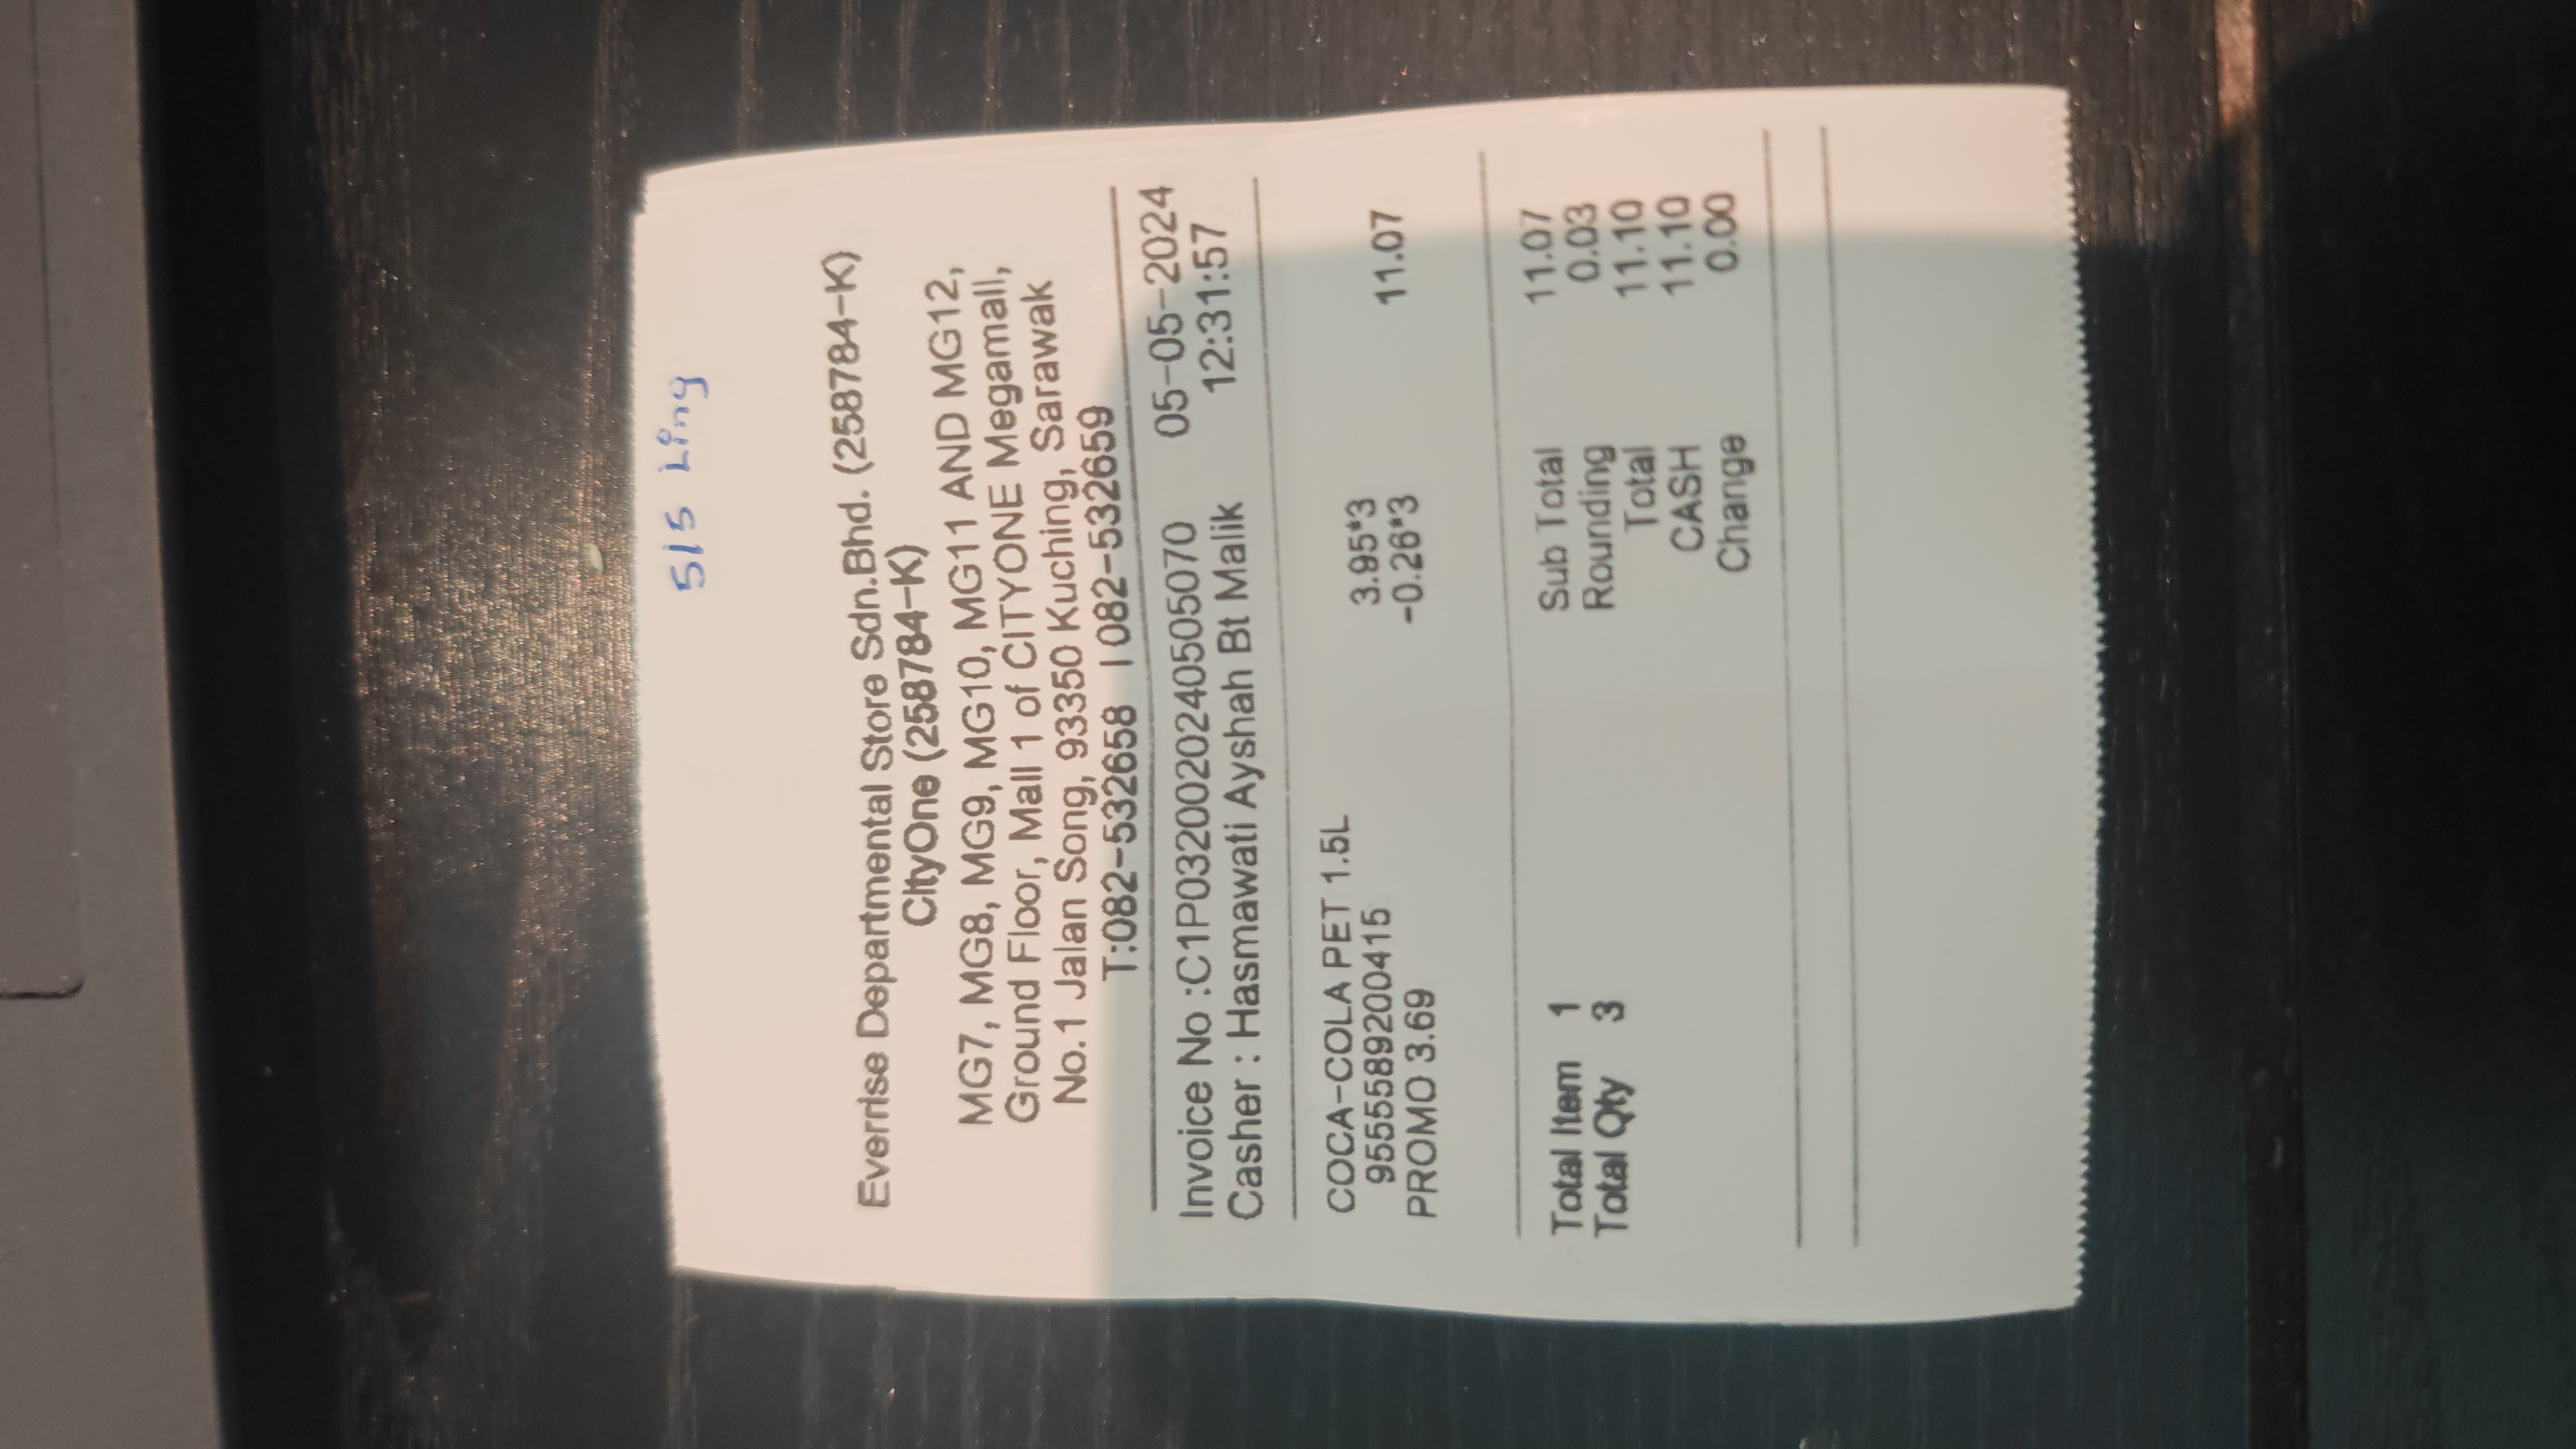 5/5 Ling
Everrise Departmental Store Sdn.Bhd. (258784-K)
CityOne (258784-K)
MG7, MG8, MG9, MG10, MG11 AND MG12,
Ground Floor, Mall 1 of CITYONE Megamall,
No.1 Jalan Song, 93350 Kuching, Sarawak
T:082-532658 | 082-532659
Invoice No :C1P0320020240505070 05-05-2024
Casher : Hasmawati Ayshah Bt Malik 12:31:57
COCA-COLA PET 1.5L
9555589200415 3.95*3
PROMO 3.69 -0.26*3 11.07
Total Item 1 Sub Total 11.07
Total Qty 3 Rounding 0.03
Total 11.10
CASH 11.10
Change 0.00